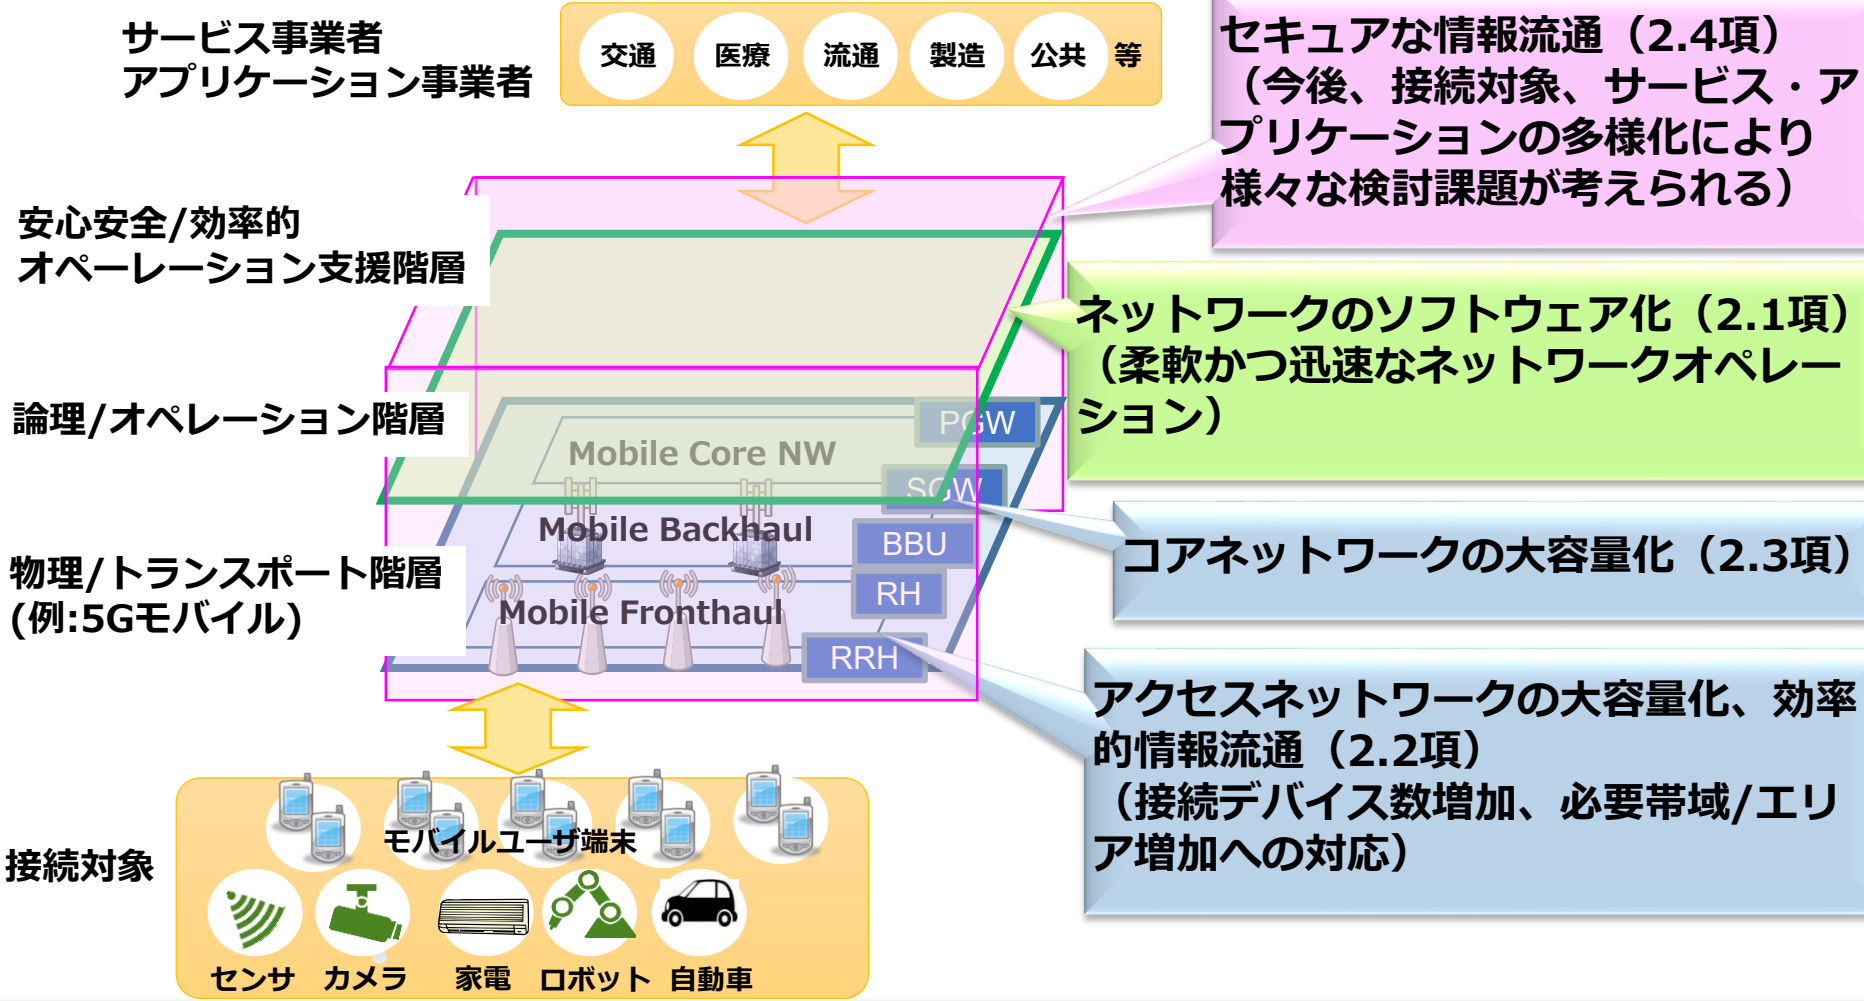 サービス事業者
アプリケーション事業者
交通 医療 流通 製造 公共 等
セキュアな情報流通（2.4項）
（今後、接続対象、サービス・ア
プリケーションの多様化により
様々な検討課題が考えられる）
安心安全/効率的
オペーレーション支援階層
ネットワークのソフトウェア化（2.1項）
（柔軟かつ迅速なネットワークオペレー
ション）
論理/オペレーション階層
PGW
Mobile Core NW
SGW
Mobile Backhaul
BBU
コアネットワークの大容量化（2.3項）
物理/トランスポート階層
(例:5Gモバイル)
RH
Mobile Fronthaul
RRH
アクセスネットワークの大容量化、効率
的情報流通（2.2項）
（接続デバイス数増加、必要帯域/エリ
ア増加への対応）
接続対象
モバイルユーザ端末
センサ カメラ 家電 ロボット 自動車